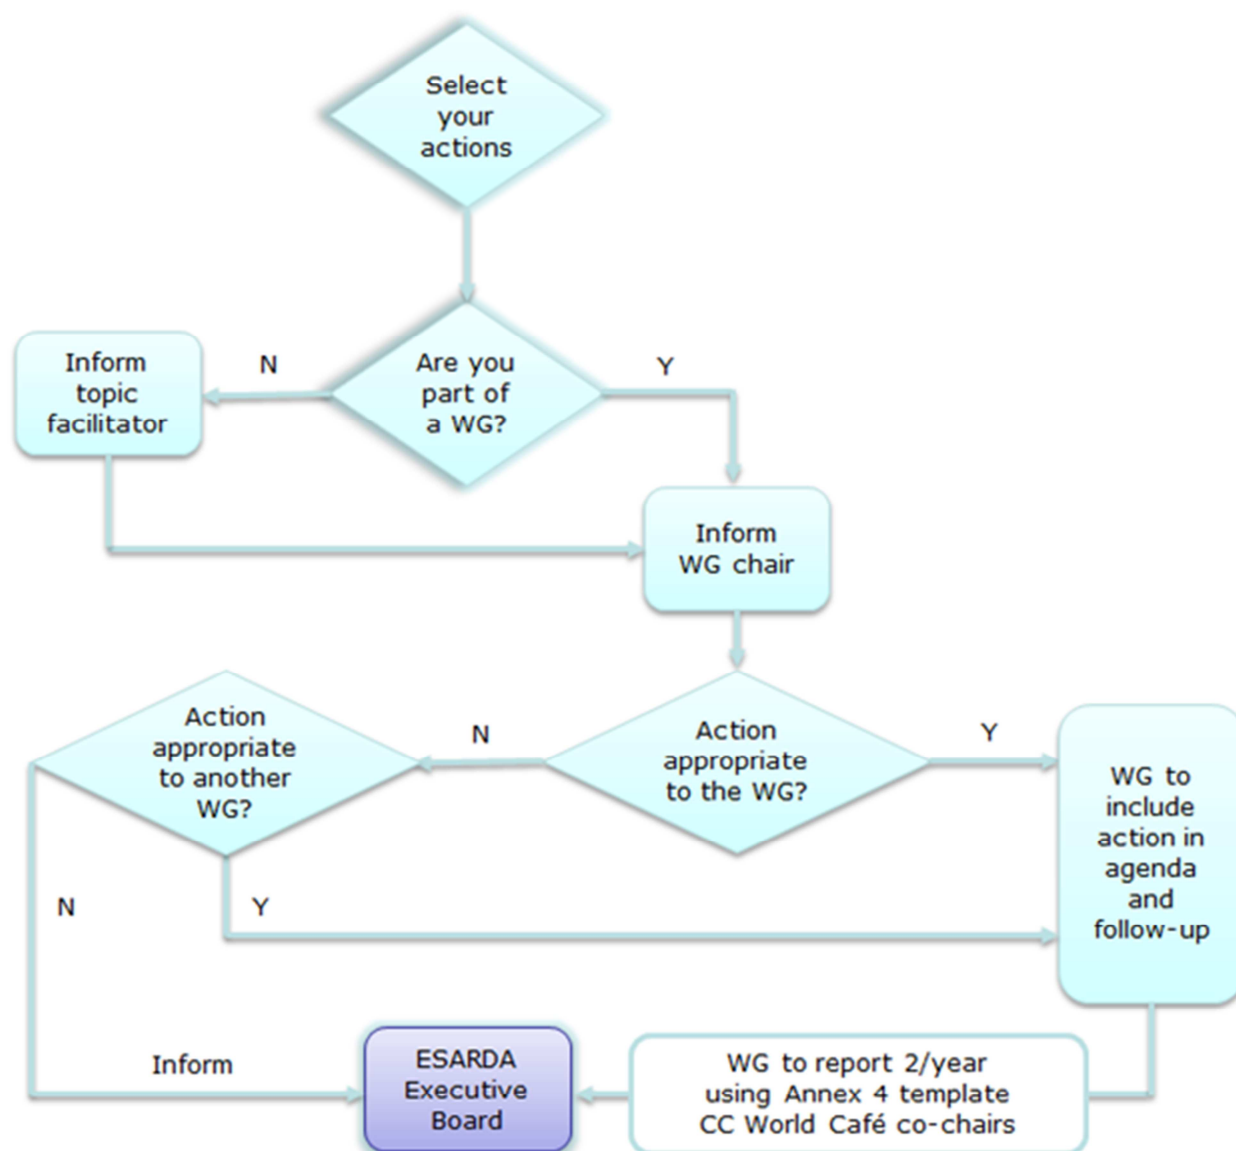 Select
your
actions
Are you
part of
a WG?
N
Y
Inform
topic
facilitator
Inform
WG chair
Action
appropriate
to the WG?
N
Y
Action
appropriate
to another
WG?
WG to
include
action in
agenda
and
follow-up
N
Y
Inform
ESARDA
Executive
Board
WG to report 2/year
using Annex 4 template
CC World Café co-chairs